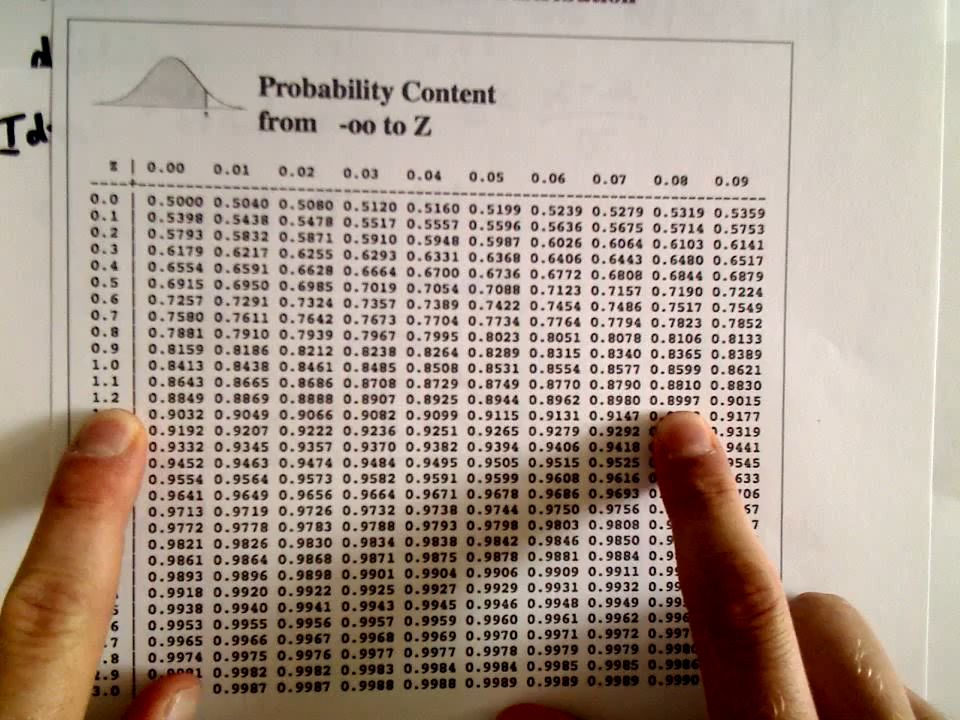 Probability Content
from -oo to Z
Z | 0.00 0.01 0.02 0.03 0.04 0.05 0.06 0.07 0.08 0.09
0.0 | 0.5000 0.5040 0.5080 0.5120 0.5160 0.5199 0.5239 0.5279 0.5319 0.5359
0.1 | 0.5398 0.5438 0.5478 0.5517 0.5557 0.5596 0.5636 0.5675 0.5714 0.5753
0.2 | 0.5793 0.5832 0.5871 0.5910 0.5948 0.5987 0.6026 0.6064 0.6103 0.6141
0.3 | 0.6179 0.6217 0.6255 0.6293 0.6331 0.6368 0.6406 0.6443 0.6480 0.6517
0.4 | 0.6554 0.6591 0.6628 0.6664 0.6700 0.6736 0.6772 0.6808 0.6844 0.6879
0.5 | 0.6915 0.6950 0.6985 0.7019 0.7054 0.7088 0.7123 0.7157 0.7190 0.7224
0.6 | 0.7257 0.7291 0.7324 0.7357 0.7389 0.7422 0.7454 0.7486 0.7517 0.7549
0.7 | 0.7580 0.7611 0.7642 0.7673 0.7704 0.7734 0.7764 0.7794 0.7823 0.7852
0.8 | 0.7881 0.7910 0.7939 0.7967 0.7995 0.8023 0.8051 0.8078 0.8106 0.8133
0.9 | 0.8159 0.8186 0.8212 0.8238 0.8264 0.8289 0.8315 0.8340 0.8365 0.8389
1.0 | 0.8413 0.8438 0.8461 0.8485 0.8508 0.8531 0.8554 0.8577 0.8599 0.8621
1.1 | 0.8643 0.8665 0.8686 0.8708 0.8729 0.8749 0.8770 0.8790 0.8810 0.8830
1.2 | 0.8849 0.8869 0.8888 0.8907 0.8925 0.8944 0.8962 0.8980 0.8997 0.9015
0.9032 0.9049 0.9066 0.9082 0.9099 0.9115 0.9131 0.9147 0.9177
0.9192 0.9207 0.9222 0.9236 0.9251 0.9265 0.9279 0.9292 0.9319
0.9332 0.9345 0.9357 0.9370 0.9382 0.9394 0.9406 0.9418
0.9452 0.9463 0.9474 0.9484 0.9495 0.9505 0.9515 0.9525
0.9554 0.9564 0.9573 0.9582 0.9591 0.9599 0.9608 0.9616
0.9641 0.9649 0.9656 0.9664 0.9671 0.9678 0.9686 0.9693
0.9713 0.9719 0.9726 0.9732 0.9738 0.9744 0.9750 0.9756
0.9772 0.9778 0.9783 0.9788 0.9793 0.9798 0.9803 0.9808
0.9821 0.9826 0.9830 0.9834 0.9838 0.9842 0.9846 0.9850
0.9861 0.9864 0.9868 0.9871 0.9875 0.9878 0.9881 0.9884
0.9893 0.9896 0.9898 0.9901 0.9904 0.9906 0.9909 0.9911
0.9918 0.9920 0.9922 0.9925 0.9927 0.9929 0.9931 0.9932
0.9938 0.9940 0.9941 0.9943 0.9945 0.9946 0.9948 0.9949
0.9953 0.9955 0.9956 0.9957 0.9959 0.9960 0.9961 0.9962
0.9965 0.9966 0.9967 0.9968 0.9969 0.9970 0.9971 0.9972
0.9974 0.9975 0.9976 0.9977 0.9977 0.9978 0.9979 0.9979 0.9980
0.9982 0.9982 0.9983 0.9984 0.9984 0.9985 0.9985 0.9986
3.0 | 0.9987 0.9987 0.9988 0.9988 0.9989 0.9989 0.9989 0.9990